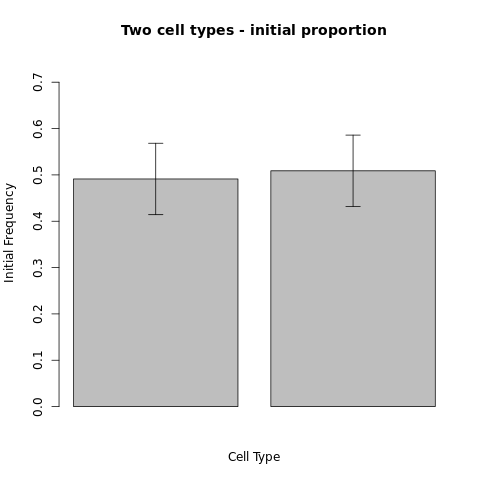 Two cell types - initial proportion
0.7
0.6
0.5
0.4
0.3
0.2
0.1
0.0
Initial Frequency
Cell Type